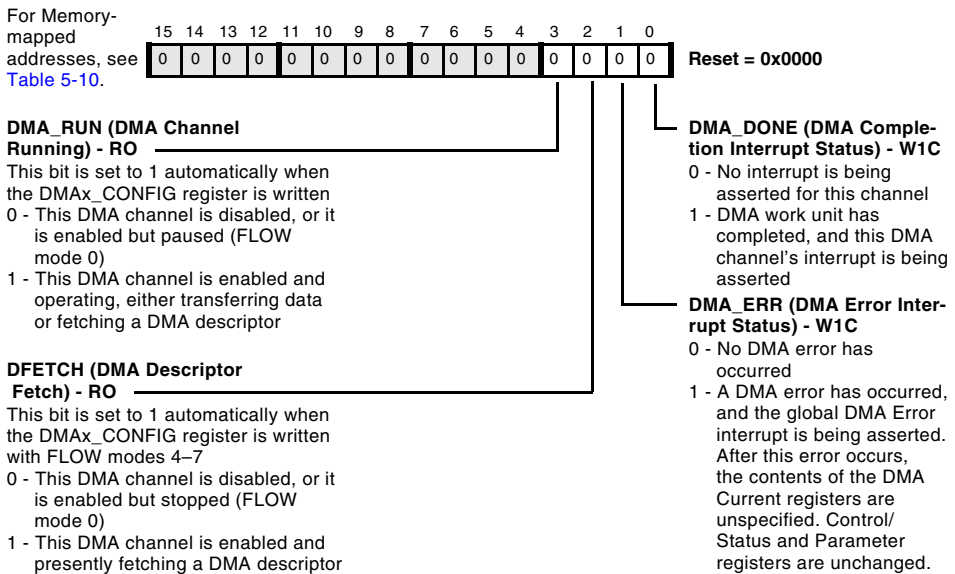 For Memory-
mapped
addresses, see
Table 5-10.
15 14 13 12 11 10 9 8 7 6 5 4 3 2 1 0
0 0 0 0 0 0 0 0 0 0 0 0 0 0 0 0
Reset = 0x0000
DMA_RUN (DMA Channel
Running) - RO
This bit is set to 1 automatically when
the DMAx_CONFIG register is written
0 - This DMA channel is disabled, or it
is enabled but paused (FLOW
mode 0)
1 - This DMA channel is enabled and
operating, either transferring data
or fetching a DMA descriptor
DFETCH (DMA Descriptor
Fetch) - RO
This bit is set to 1 automatically when
the DMAx_CONFIG register is written
with FLOW modes 4–7
0 - This DMA channel is disabled, or it
is enabled but stopped (FLOW
mode 0)
1 - This DMA channel is enabled and
presently fetching a DMA descriptor
DMA_DONE (DMA Comple-
tion Interrupt Status) - W1C
0 - No interrupt is being
asserted for this channel
1 - DMA work unit has
completed, and this DMA
channel's interrupt is being
asserted
DMA_ERR (DMA Error Inter-
rupt Status) - W1C
0 - No DMA error has
occurred
1 - A DMA error has occurred,
and the global DMA Error
interrupt is being asserted.
After this error occurs,
the contents of the DMA
Current registers are
unspecified. Control/
Status and Parameter
registers are unchanged.